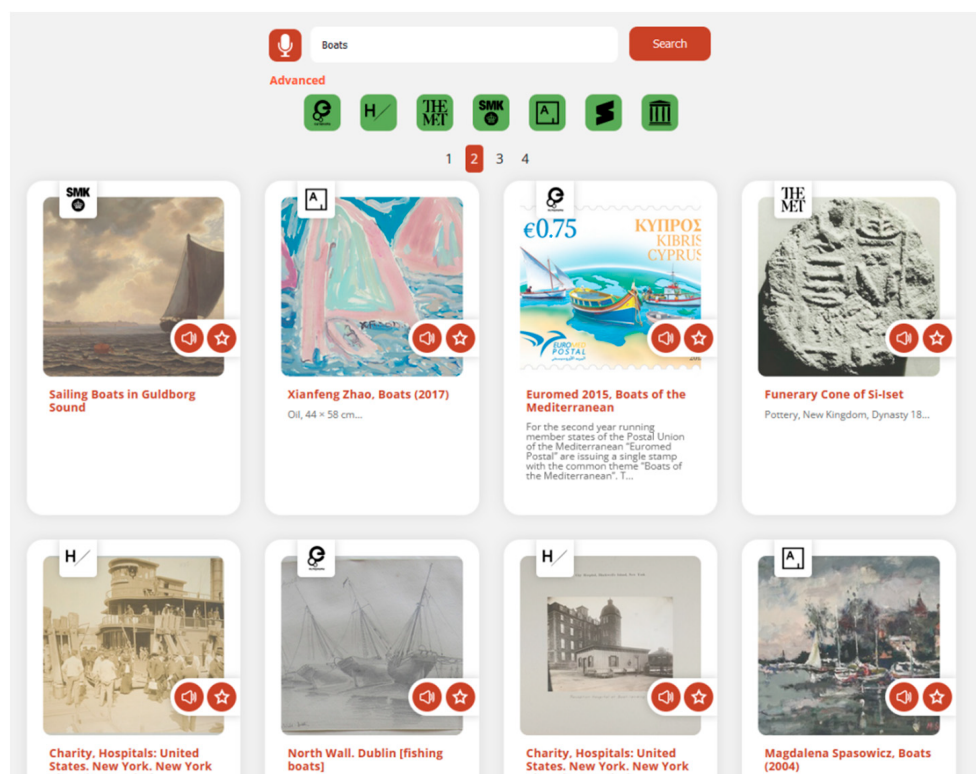 Boats
Search
Advanced
H/
THE
MET
SMK
A
1 2 3 4
SMK
A
THE
MET
€0.75
ΚΥΠΡΟΣ
KIBRIS
CYPRUS
EUROMED
POSTAL
Sailing Boats in Guldborg
Sound
Xianfeng Zhao, Boats (2017)
Oil, 44 × 58 cm...
Euromed 2015, Boats of the
Mediterranean
For the second year running
member states of the Postal Union
of the Mediterranean "Euromed
Postal" are issuing a single stamp
with the common theme "Boats of
the Mediterranean". T...
Funerary Cone of Si-Iset
Pottery, New Kingdom, Dynasty 18...
H/
H/
A
Charity, Hospitals: United
States. New York. New York
North Wall. Dublin [fishing
boats]
Charity, Hospitals: United
States. New York. New York
Magdalena Spasowicz, Boats
(2004)